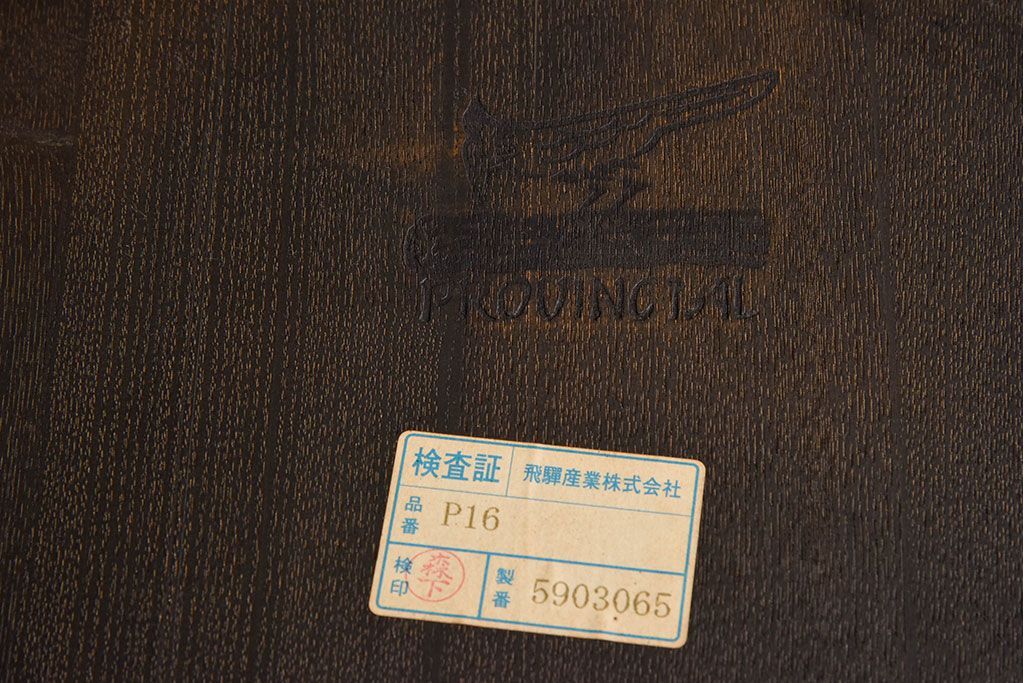 PROVINCIAL
検査証 飛驒産業株式会社
品番 P16
検印 森下 製番 5903065